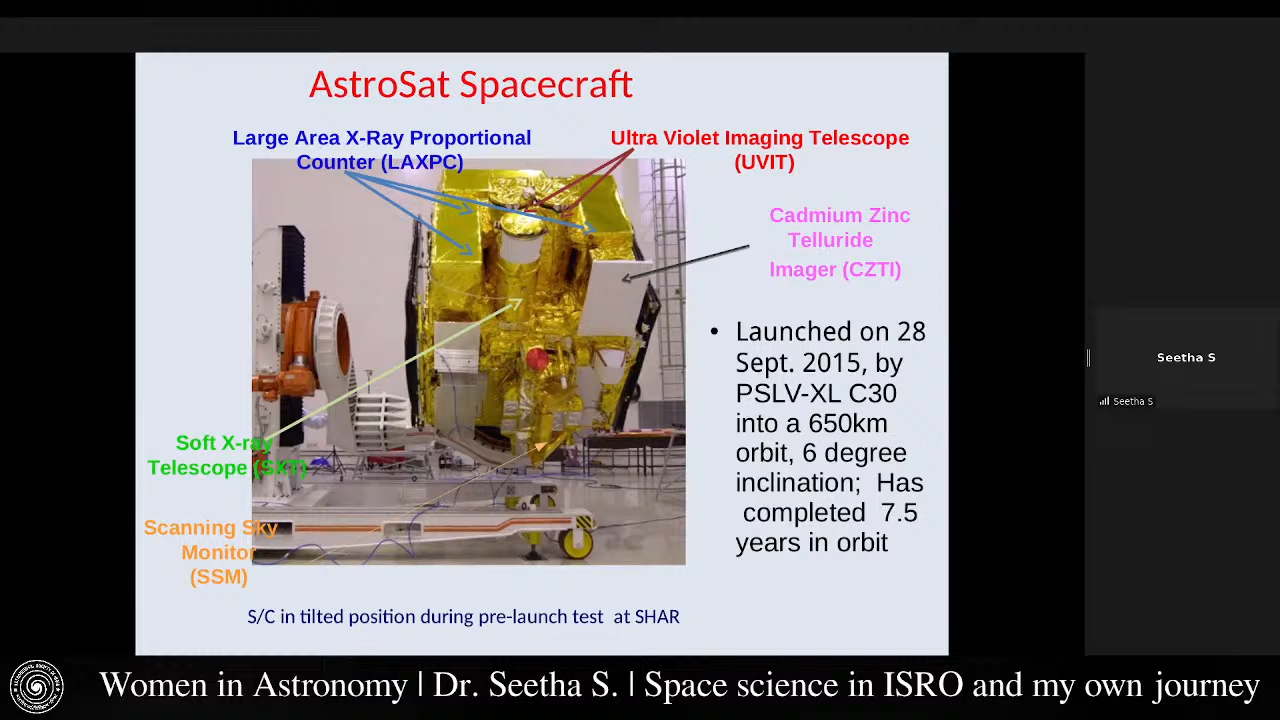 AstroSat Spacecraft
Large Area X-Ray Proportional
Counter (LAXPC)
Ultra Violet Imaging Telescope
(UVIT)
Cadmium Zinc
Telluride
Imager (CZTI)
• Launched on 28
Sept. 2015, by
PSLV-XL C30
into a 650km
orbit, 6 degree
inclination; Has
completed 7.5
years in orbit
Soft X-ray
Telescope (SXT)
Scanning Sky
Monitor
(SSM)
S/C in tilted position during pre-launch test at SHAR
Seetha S
Seetha S
Women in Astronomy | Dr. Seetha S. | Space science in ISRO and my own journey